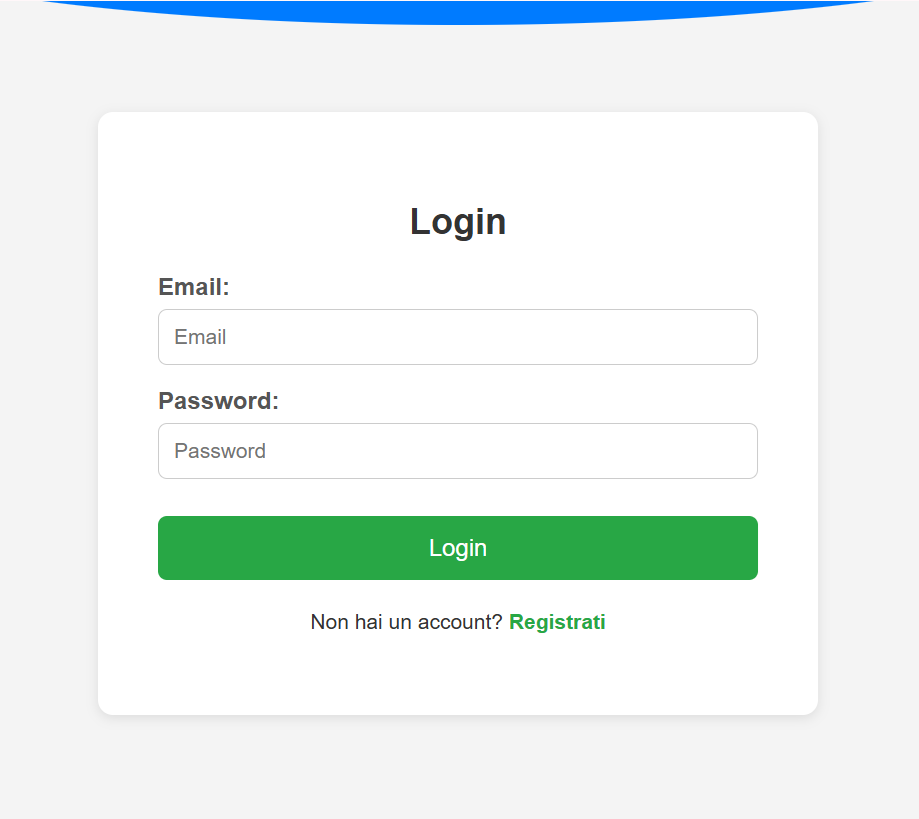 Login
Email:
Email
Password:
Password
Login
Non hai un account? Registrati